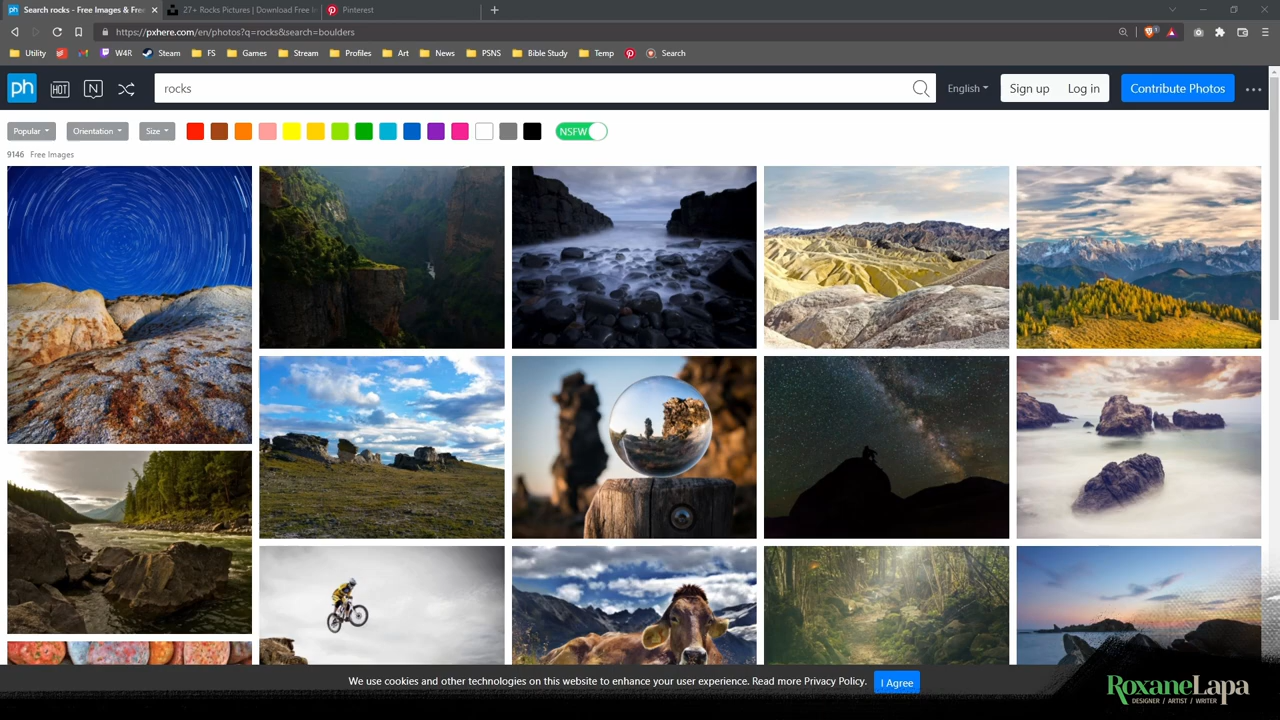 Search rocks - Free Images & Fre
27+ Rocks Pictures | Download Free I
Pinterest
https://pxhere.com/en/photos?q=rocks&search=boulders
Utility
W4R
Steam
FS
Games
Stream
Profiles
Art
News
PSNS
Bible Study
Temp
Search
ph
HOT
N
rocks
English
Sign up
Log in
Contribute Photos
Popular
Orientation
Size
NSFW
9146 Free Images
We use cookies and other technologies on this website to enhance your user experience. Read more Privacy Policy.
I Agree
RoxaneLapa
DESIGNER / ARTIST / WRITER